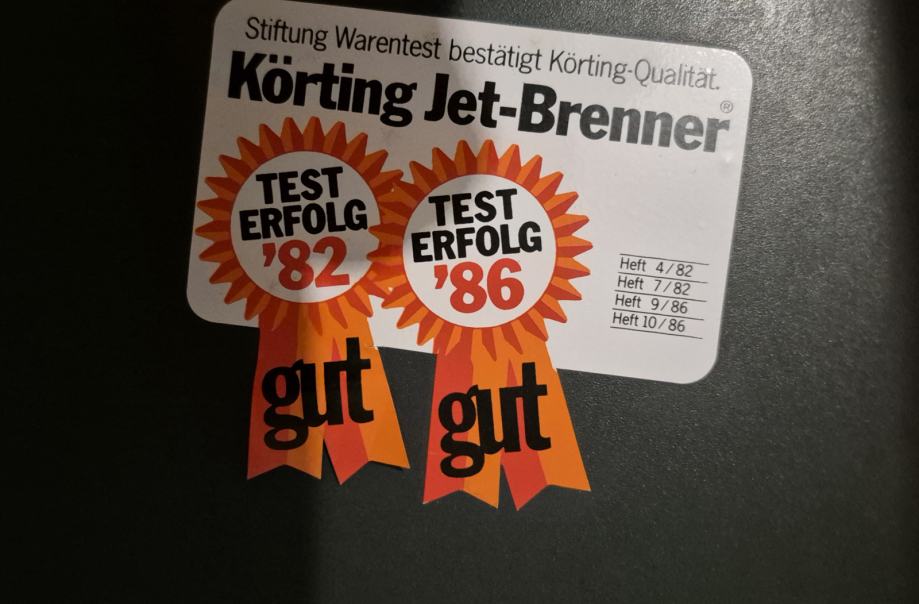 Stiftung Warentest bestätigt Körting-Qualität.
Körting Jet-Brenner®
TEST
ERFOLG
'82
gut
TEST
ERFOLG
'86
gut
Heft 4/82
Heft 7/82
Heft 9/86
Heft 10/86